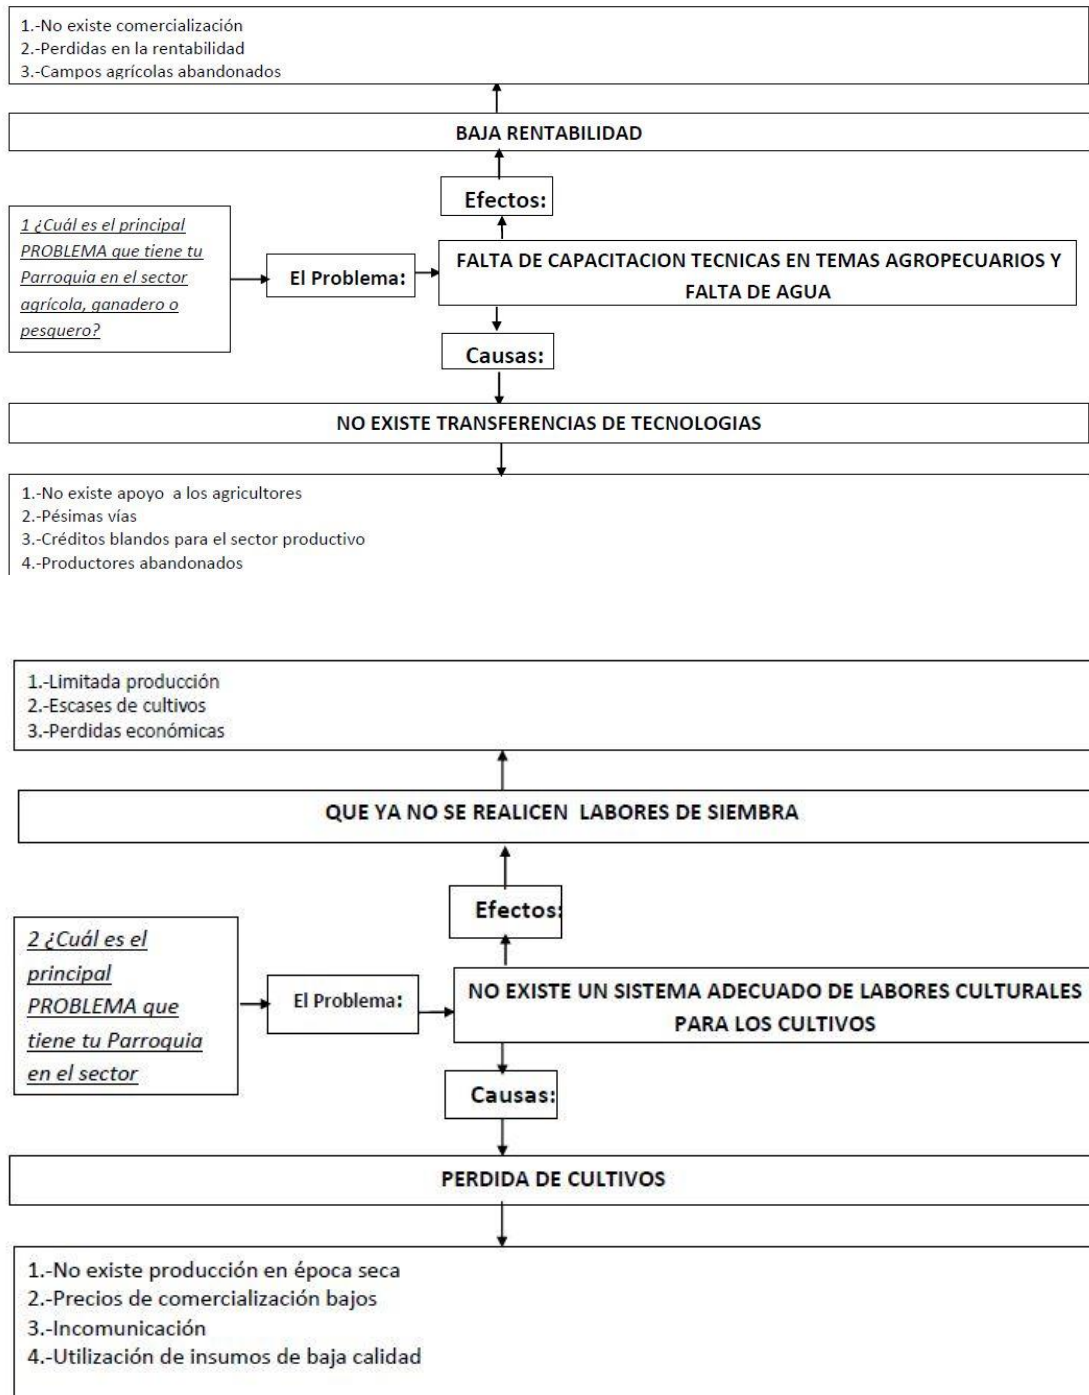 1.-No existe comercialización
2.-Perdidas en la rentabilidad
3.-Campos agrícolas abandonados
BAJA RENTABILIDAD
Efectos:
1 ¿Cuál es el principal
PROBLEMA que tiene tu
Parroquia en el sector
agrícola, ganadero o
pesquero?
El Problema:
FALTA DE CAPACITACION TECNICAS EN TEMAS AGROPECUARIOS Y
FALTA DE AGUA
Causas:
NO EXISTE TRANSFERENCIAS DE TECNOLOGIAS
1.-No existe apoyo a los agricultores
2.-Pésimas vías
3.-Créditos blandos para el sector productivo
4.-Productores abandonados
1.-Limitada producción
2.-Escases de cultivos
3.-Perdidas económicas
QUE YA NO SE REALICEN LABORES DE SIEMBRA
Efectos:
2 ¿Cuál es el
principal
PROBLEMA que
tiene tu Parroquia
en el sector
El Problema:
NO EXISTE UN SISTEMA ADECUADO DE LABORES CULTURALES
PARA LOS CULTIVOS
Causas:
PERDIDA DE CULTIVOS
1.-No existe producción en época seca
2.-Precios de comercialización bajos
3.-Incomunicación
4.-Utilización de insumos de baja calidad